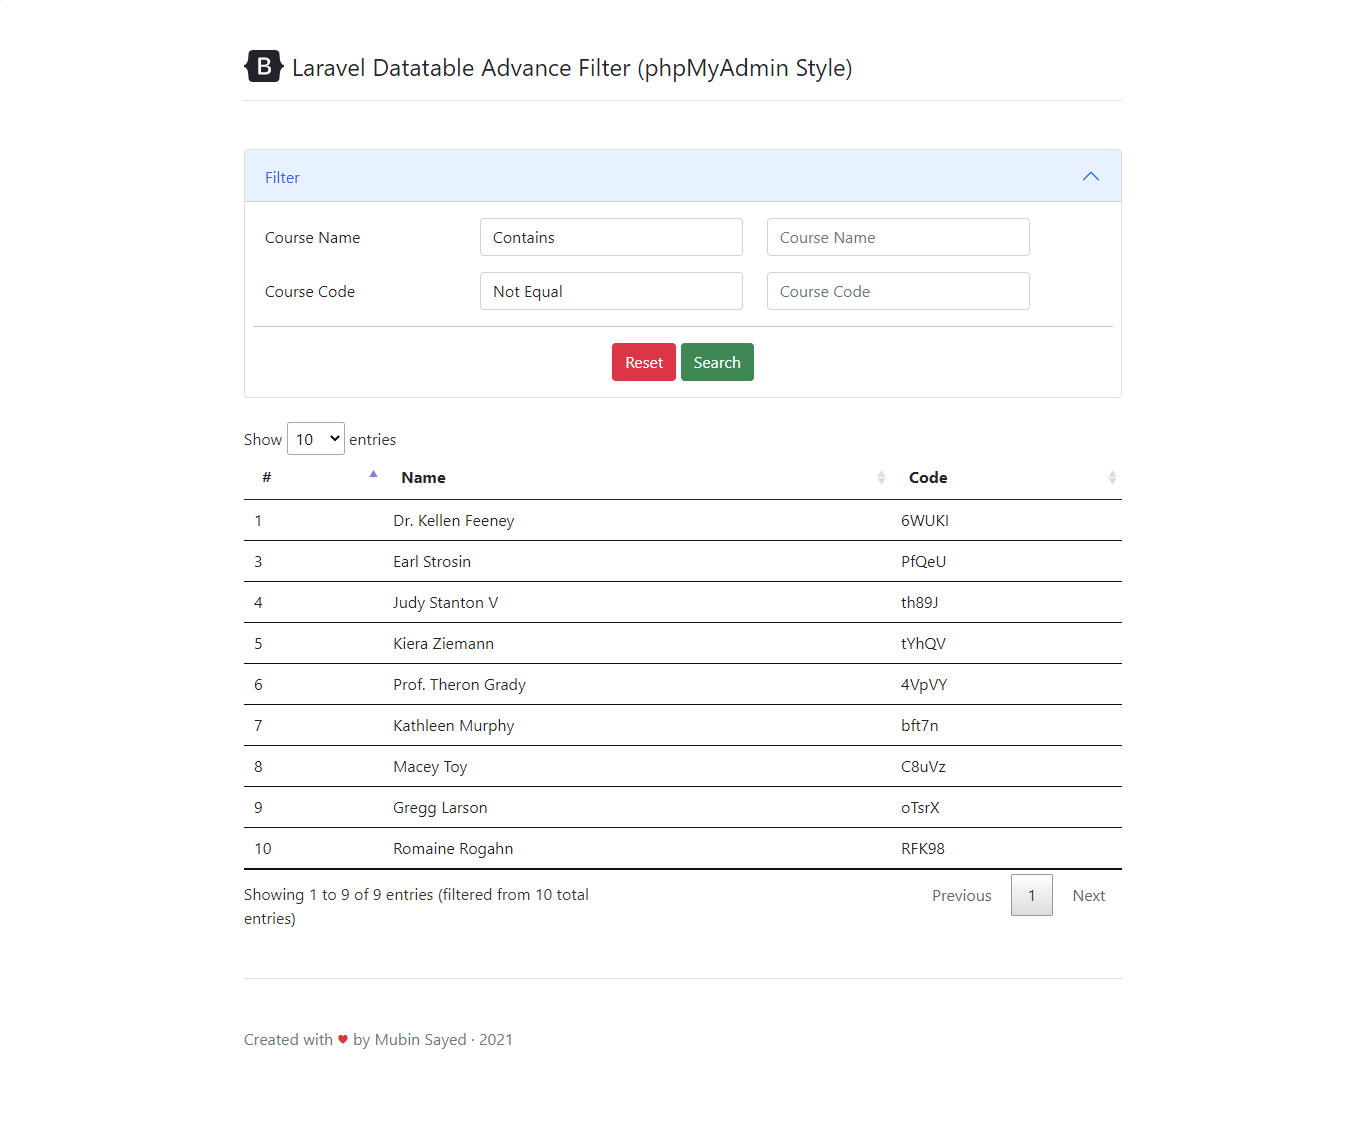 B Laravel Datatable Advance Filter (phpMyAdmin Style)
Filter
Course Name Contains Course Name
Course Code Not Equal Course Code
Reset Search
Show 10 entries
# Name Code
1 Dr. Kellen Feeney 6WUKI
3 Earl Strosin PfQeU
4 Judy Stanton V th89J
5 Kiera Ziemann tYhQV
6 Prof. Theron Grady 4VpVY
7 Kathleen Murphy bft7n
8 Macey Toy C8uVz
9 Gregg Larson oTsrX
10 Romaine Rogahn RFK98
Showing 1 to 9 of 9 entries (filtered from 10 total
entries)
Previous 1 Next
Created with ♥ by Mubin Sayed · 2021